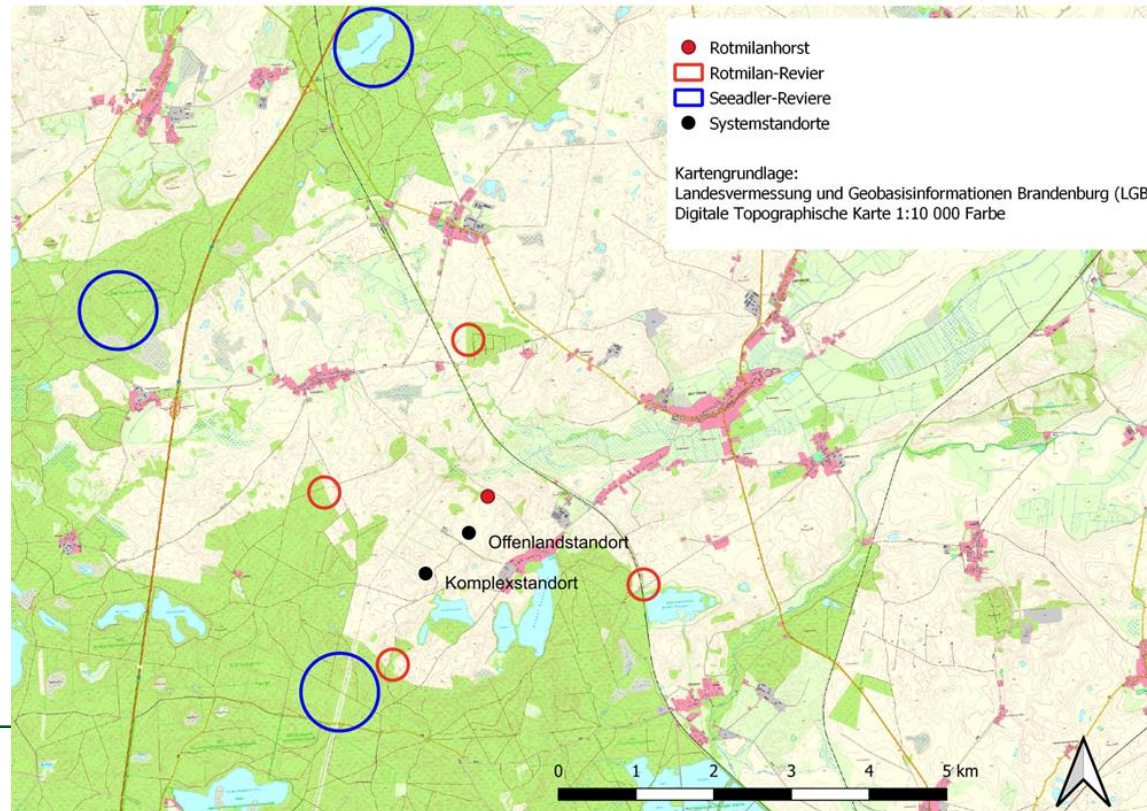 Rotmilanhorst
Rotmilan-Revier
Seeadler-Reviere
Systemstandorte
Kartengrundlage:
Landesvermessung und Geobasisinformationen Brandenburg (LGB
Digitale Topographische Karte 1:10 000 Farbe
Offenlandstandort
Komplexstandort
0 1 2 3 4 5 km